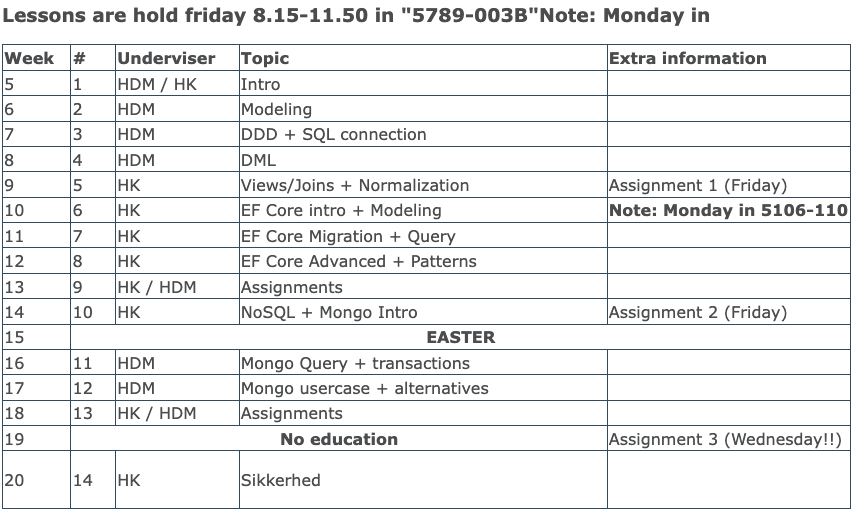 Lessons are hold friday 8.15-11.50 in "5789-003B"Note: Monday in
Week # Underviser Topic Extra information
5 1 HDM / HK Intro
6 2 HDM Modeling
7 3 HDM DDD + SQL connection
8 4 HDM DML
9 5 HK Views/Joins + Normalization Assignment 1 (Friday)
10 6 HK EF Core intro + Modeling Note: Monday in 5106-110
11 7 HK EF Core Migration + Query
12 8 HK EF Core Advanced + Patterns
13 9 HK / HDM Assignments
14 10 HK NoSQL + Mongo Intro Assignment 2 (Friday)
15 EASTER
16 11 HDM Mongo Query + transactions
17 12 HDM Mongo usercase + alternatives
18 13 HK / HDM Assignments
19 No education Assignment 3 (Wednesday!!)
20 14 HK Sikkerhed